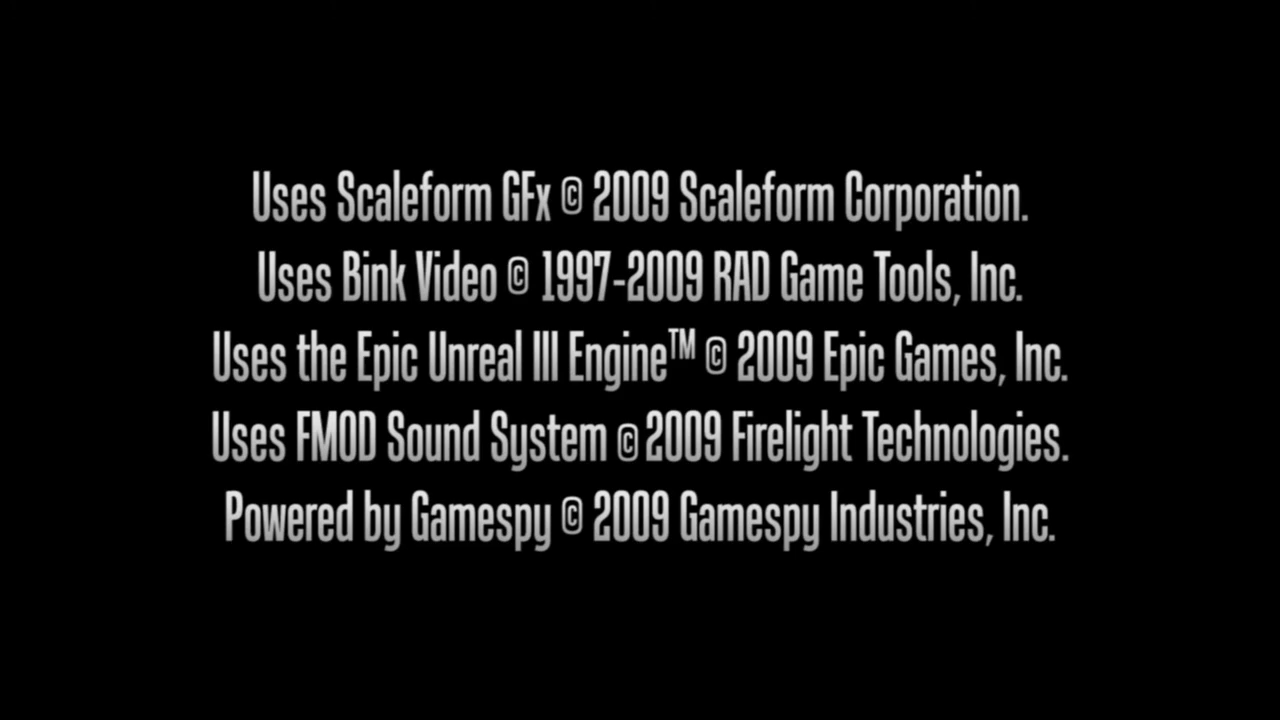 Uses Scaleform GFx © 2009 Scaleform Corporation.
Uses Bink Video © 1997-2009 RAD Game Tools, Inc.
Uses the Epic Unreal III Engine™ © 2009 Epic Games, Inc.
Uses FMOD Sound System © 2009 Firelight Technologies.
Powered by Gamespy © 2009 Gamespy Industries, Inc.